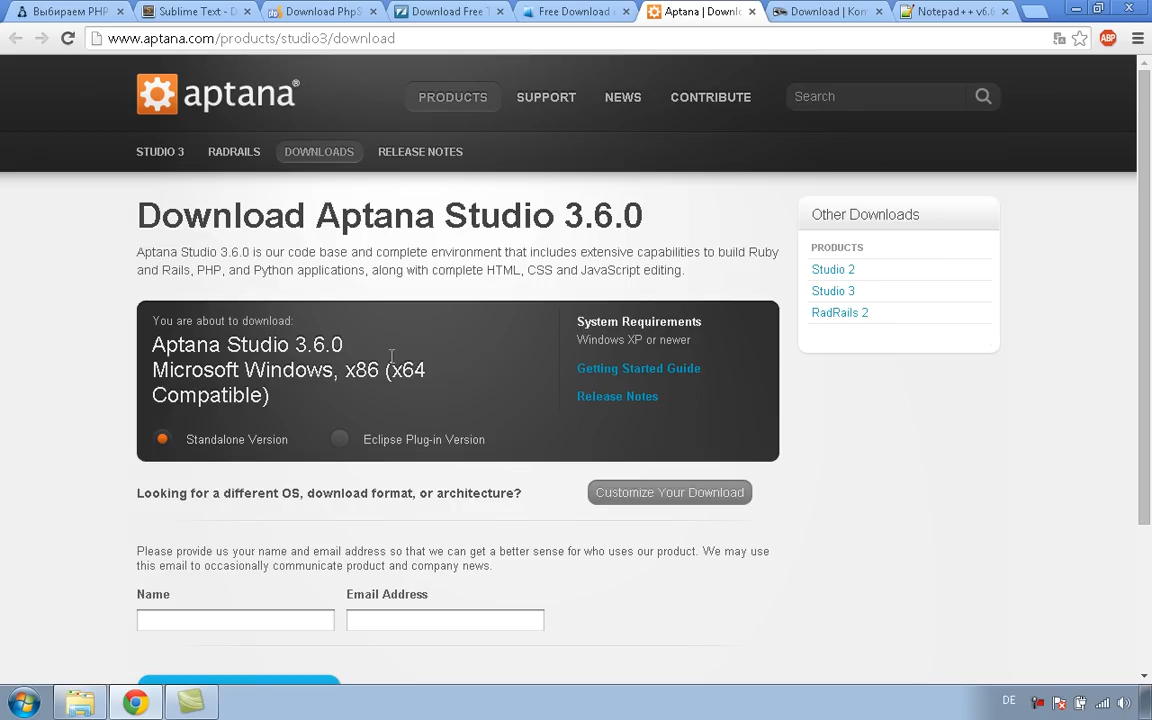 Выбираем PHP
Sublime Text - D
Download PhpS
Download Free T
Free Download
Aptana | Downl
Download | Kom
Notepad++ v6.6
www.aptana.com/products/studio3/download
ABP
aptana®
PRODUCTS
SUPPORT
NEWS
CONTRIBUTE
Search
STUDIO 3
RADRAILS
DOWNLOADS
RELEASE NOTES
Download Aptana Studio 3.6.0
Aptana Studio 3.6.0 is our code base and complete environment that includes extensive capabilities to build Ruby
and Rails, PHP, and Python applications, along with complete HTML, CSS and JavaScript editing.
You are about to download:
Aptana Studio 3.6.0
Microsoft Windows, x86 (x64
Compatible)
Standalone Version
Eclipse Plug-in Version
System Requirements
Windows XP or newer
Getting Started Guide
Release Notes
Other Downloads
PRODUCTS
Studio 2
Studio 3
RadRails 2
Looking for a different OS, download format, or architecture?
Customize Your Download
Please provide us your name and email address so that we can get a better sense for who uses our product. We may use
this email to occasionally communicate product and company news.
Name
Email Address
DE